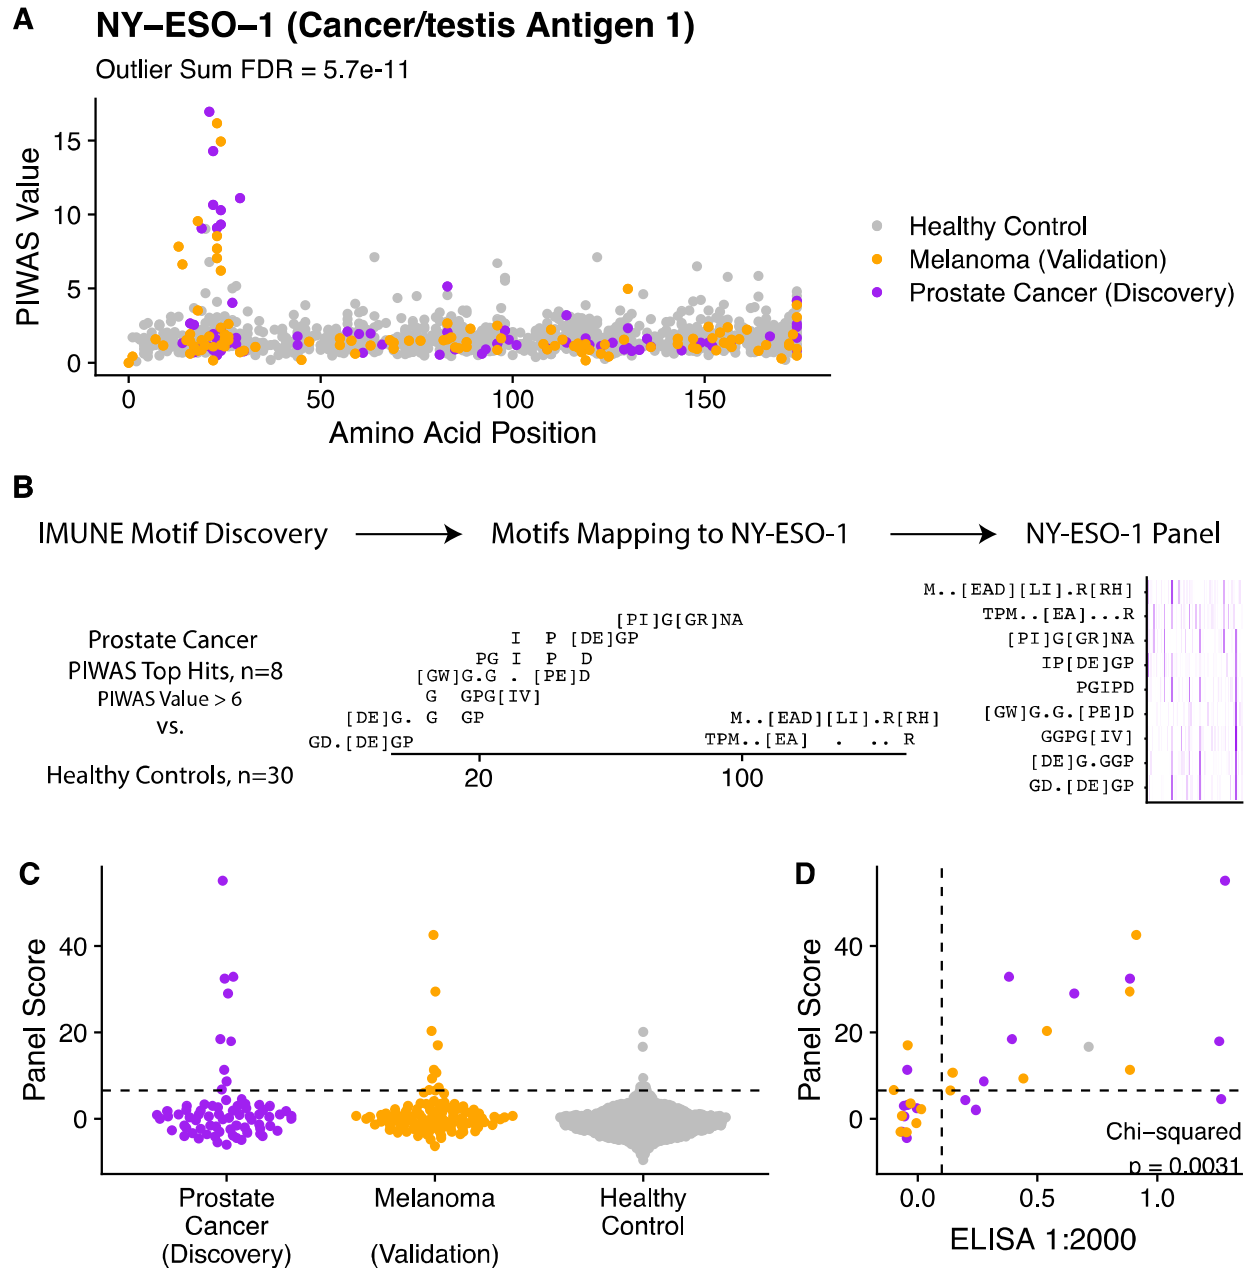 A
NY−ESO−1 (Cancer/testis Antigen 1)
Outlier Sum FDR = 5.7e-11
PIWAS Value
15
10
5
0
0
50
100
150
Amino Acid Position
Healthy Control
Melanoma (Validation)
Prostate Cancer (Discovery)
B
IMUNE Motif Discovery
Motifs Mapping to NY-ESO-1
NY-ESO-1 Panel
Prostate Cancer
PIWAS Top Hits, n=8
PIWAS Value > 6
vs.
Healthy Controls, n=30
[PI]G[GR]NA
I P [DE]GP
PG I P D
[GW]G.G . [PE]D
G GPG[IV]
[DE]G. G GP
M..[EAD][LI].R[RH]
GD.[DE]GP
TPM..[EA] . .. R
20
100
M..[EAD][LI].R[RH]
TPM..[EA]...R
[PI]G[GR]NA
IP[DE]GP
PGIPD
[GW]G.G.[PE]D
GGPG[IV]
[DE]G.GGP
GD.[DE]GP
C
Panel Score
40
20
0
Prostate
Cancer
(Discovery)
Melanoma
(Validation)
Healthy
Control
D
Panel Score
40
20
0
Chi−squared
p = 0.0031
0.0
0.5
1.0
ELISA 1:2000